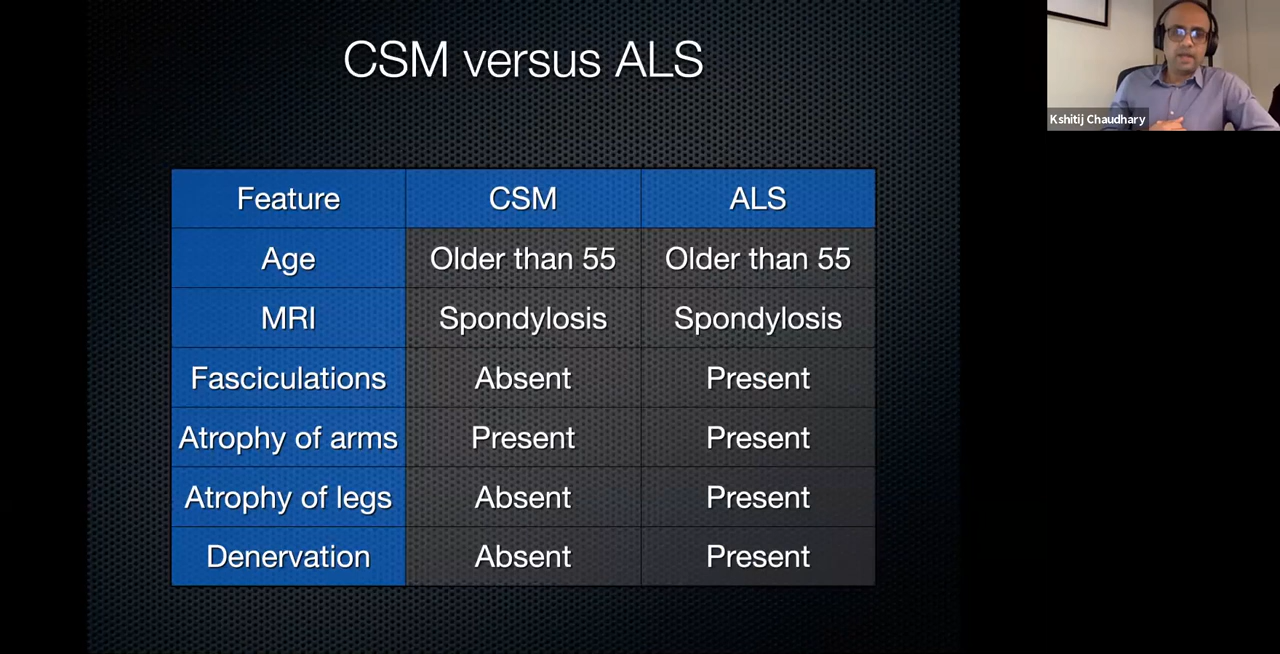 CSM versus ALS
Kshitij Chaudhary
Feature CSM ALS
Age Older than 55 Older than 55
MRI Spondylosis Spondylosis
Fasciculations Absent Present
Atrophy of arms Present Present
Atrophy of legs Absent Present
Denervation Absent Present